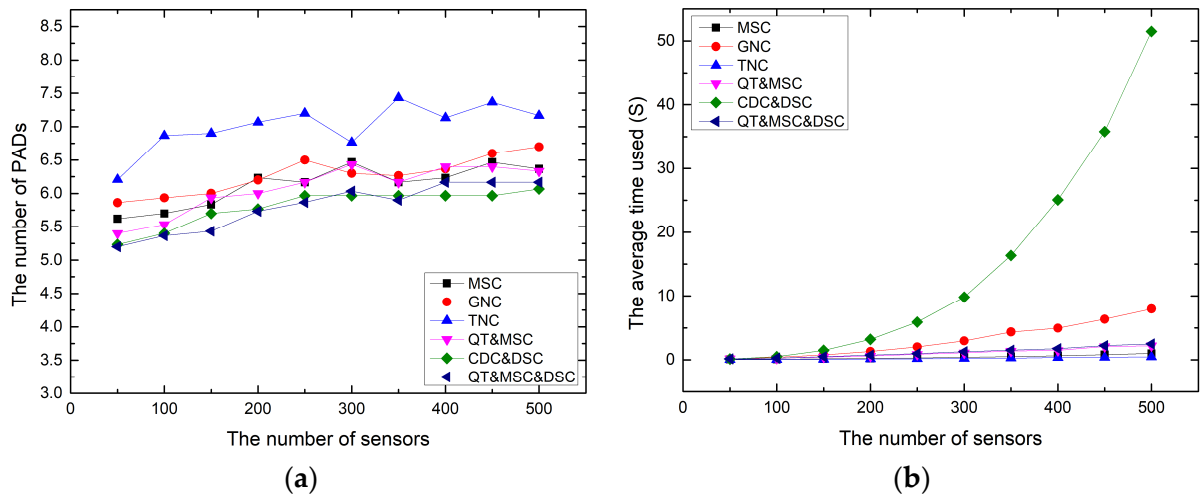 8.5
8.0
7.5
7.0
6.5
6.0
5.5
5.0
4.5
4.0
3.5
3.0
The number of PADs
MSC
GNC
TNC
QT&MSC
CDC&DSC
QT&MSC&DSC
0 100 200 300 400 500
The number of sensors
(a)
50
40
30
20
10
0
The average time used (S)
MSC
GNC
TNC
QT&MSC
CDC&DSC
QT&MSC&DSC
0 100 200 300 400 500
The number of sensors
(b)